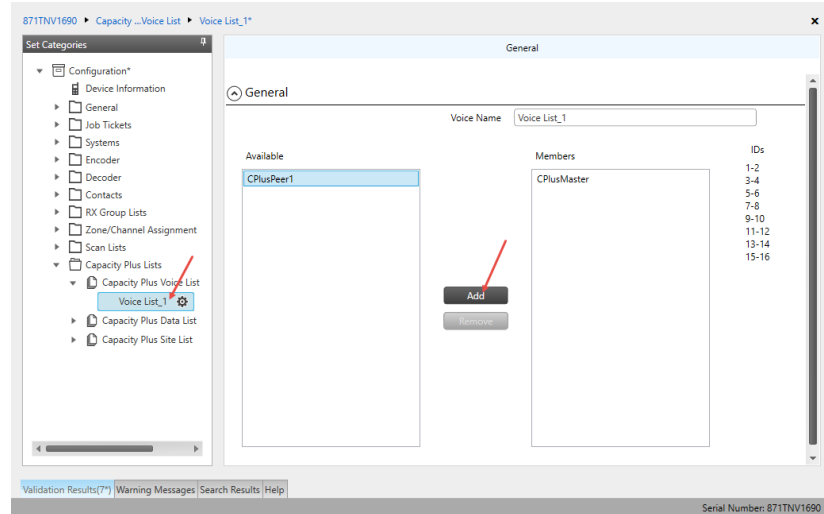 871TNV1690 ▸ Capacity ...Voice List ▸ Voice List_1*
Set Categories
Configuration*
Device Information
General
Job Tickets
Systems
Encoder
Decoder
Contacts
RX Group Lists
Zone/Channel Assignment
Scan Lists
Capacity Plus Lists
Capacity Plus Voice List
Voice List_1
Capacity Plus Data List
Capacity Plus Site List
General
General
Voice Name Voice List_1
Available
CPlusPeer1
Add
Remove
Members
CPlusMaster
IDs
1-2
3-4
5-6
7-8
9-10
11-12
13-14
15-16
Validation Results(7*) Warning Messages Search Results Help
Serial Number: 871TNV1690